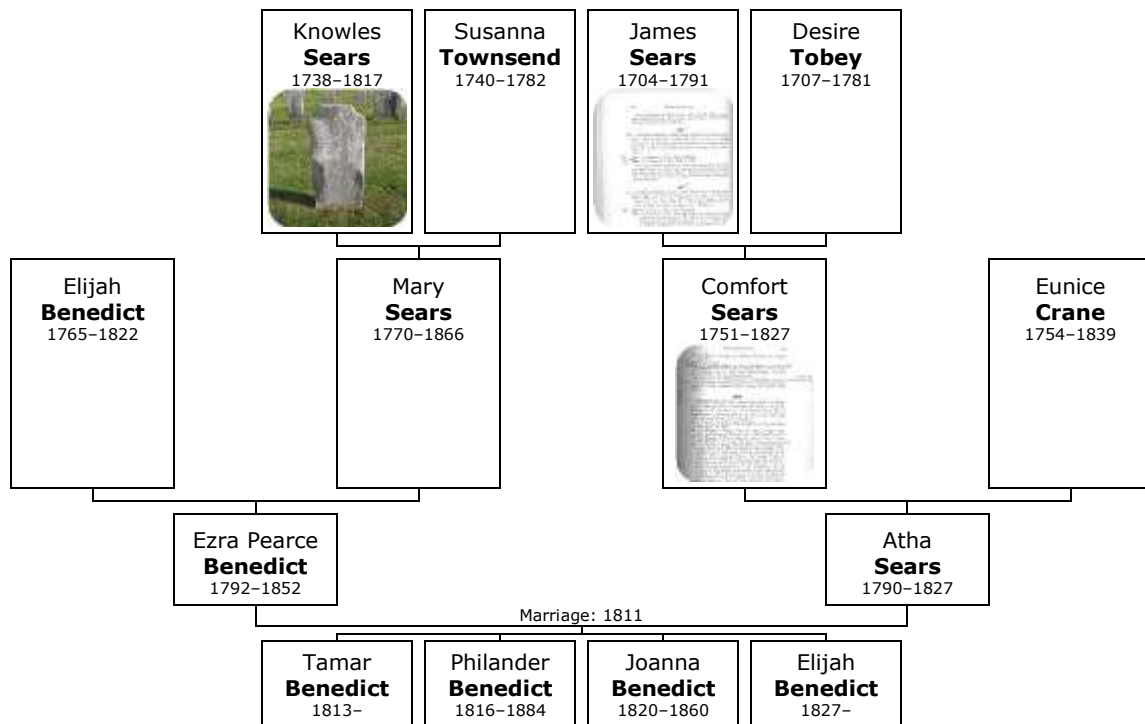 Knowles
Sears
1738–1817
Susanna
Townsend
1740–1782
James
Sears
1704–1791
Desire
Tobey
1707–1781
Elijah
Benedict
1765–1822
Mary
Sears
1770–1866
Comfort
Sears
1751–1827
Eunice
Crane
1754–1839
Ezra Pearce
Benedict
1792–1852
Atha
Sears
1790–1827
Marriage: 1811
Tamar
Benedict
1813–
Philander
Benedict
1816–1884
Joanna
Benedict
1820–1860
Elijah
Benedict
1827–